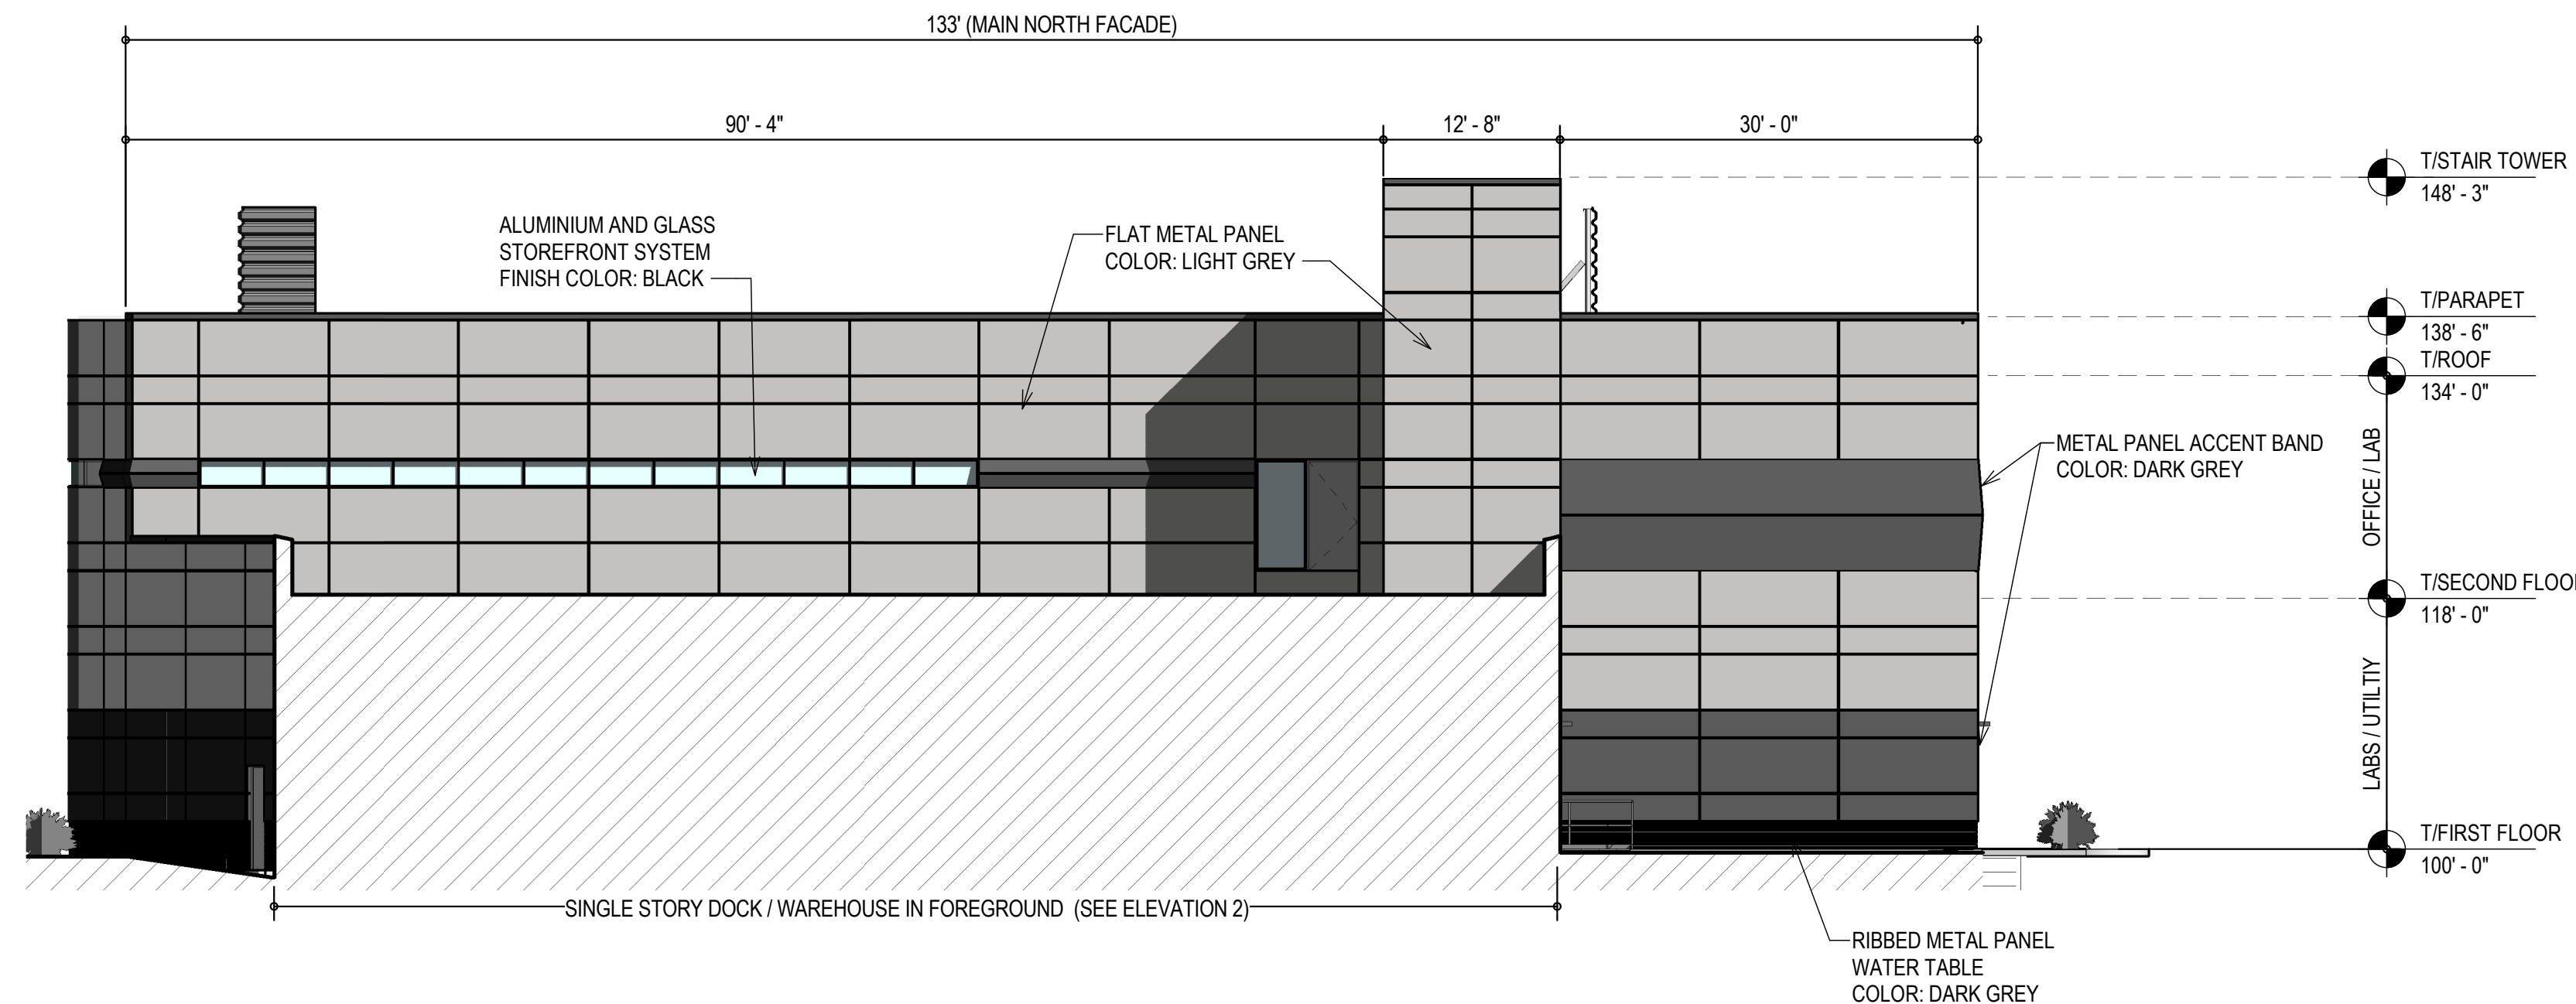 133' (MAIN NORTH FACADE)
90' - 4"
12' - 8"
30' - 0"
T/STAIR TOWER
148' - 3"
ALUMINIUM AND GLASS
STOREFRONT SYSTEM
FINISH COLOR: BLACK
FLAT METAL PANEL
COLOR: LIGHT GREY
T/PARAPET
138' - 6"
T/ROOF
134' - 0"
METAL PANEL ACCENT BAND
COLOR: DARK GREY
OFFICE / LAB
T/SECOND FLOO
118' - 0"
LABS / UTILTIY
T/FIRST FLOOR
100' - 0"
SINGLE STORY DOCK / WAREHOUSE IN FOREGROUND (SEE ELEVATION 2)
RIBBED METAL PANEL
WATER TABLE
COLOR: DARK GREY